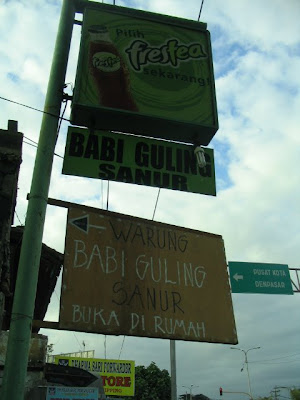 Pilih
frestea
sekarang!
BABI GULING
SANUR
WARUNG
BABI GULING
SANUR
BUKA DI RUMAH
PUSAT KOTA
DENPASAR
STORE